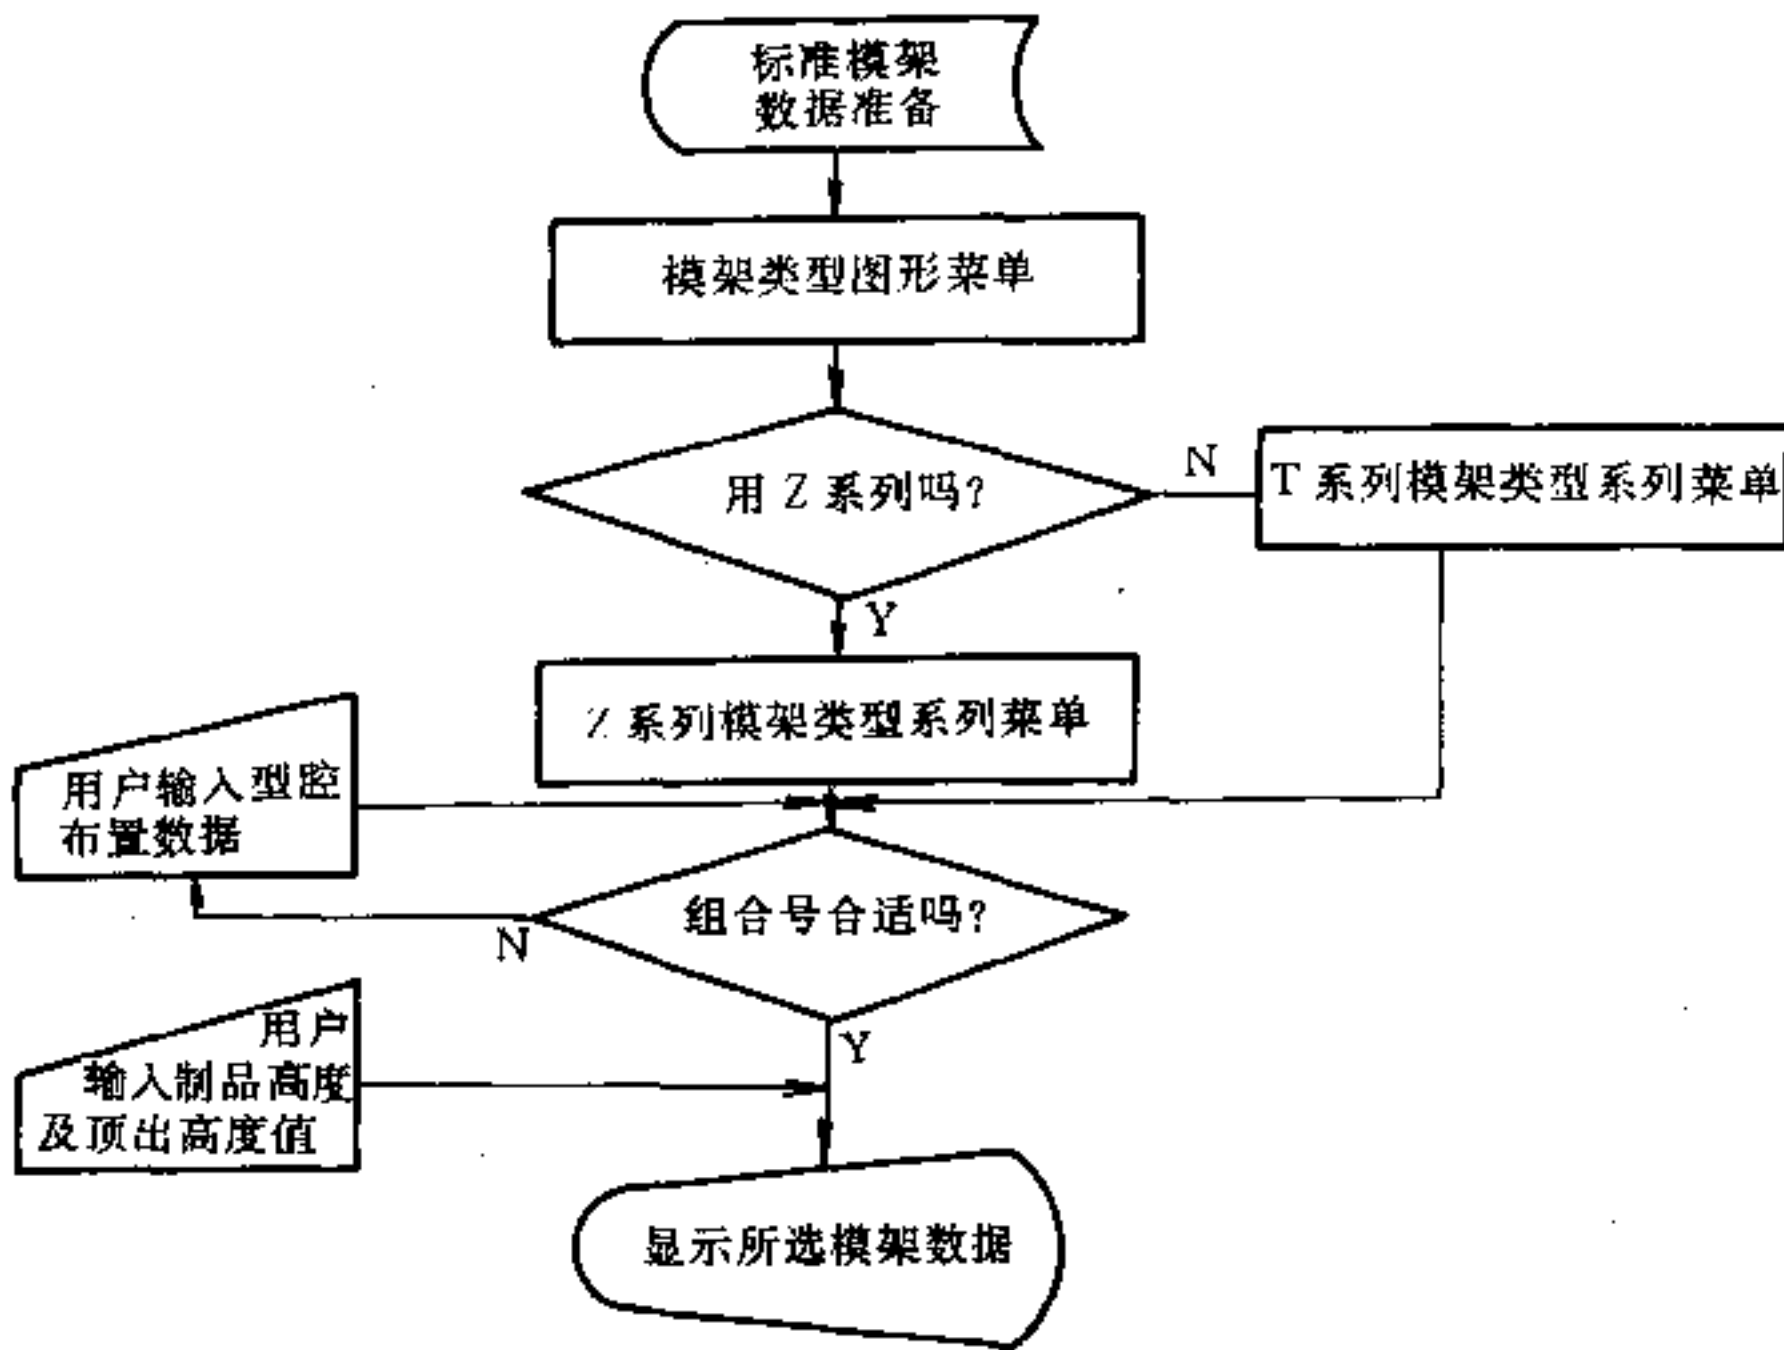 标准模架
数据准备
模架类型图形菜单
用 Z 系列吗?
N
T 系列模架类型系列菜单
Y
Z 系列模架类型系列菜单
用户输入型腔
布置数据
组合号合适吗?
N
Y
用户
输入制品高度
及顶出高度值
显示所选模架数据